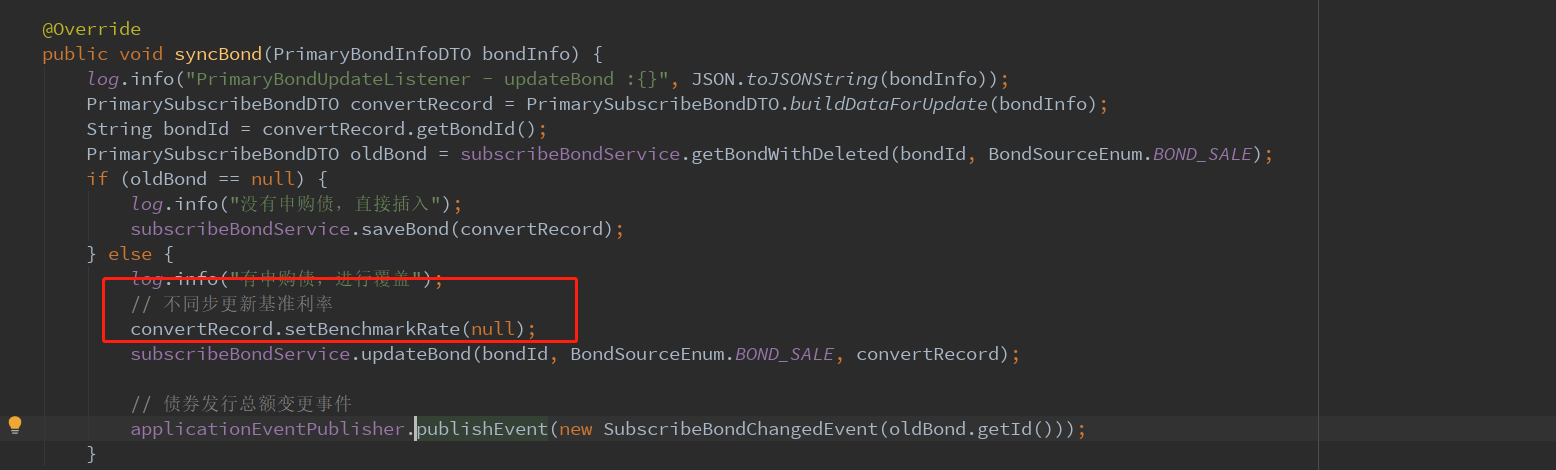 @Override
public void syncBond(PrimaryBondInfoDTO bondInfo) {
log.info("PrimaryBondUpdateListener - updateBond :{}", JSON.toJSONString(bondInfo));
PrimarySubscribeBondDTO convertRecord = PrimarySubscribeBondDTO.buildDataForUpdate(bondInfo);
String bondId = convertRecord.getBondId();
PrimarySubscribeBondDTO oldBond = subscribeBondService.getBondWithDeleted(bondId, BondSourceEnum.BOND_SALE);
if (oldBond == null) {
log.info("没有申购债，直接插入");
subscribeBondService.saveBond(convertRecord);
} else {
log.info("有申购债，进行覆盖");
// 不同步更新基准利率
convertRecord.setBenchmarkRate(null);
subscribeBondService.updateBond(bondId, BondSourceEnum.BOND_SALE, convertRecord);
// 债券发行总额变更事件
applicationEventPublisher.publishEvent(new SubscribeBondChangedEvent(oldBond.getId()));
}